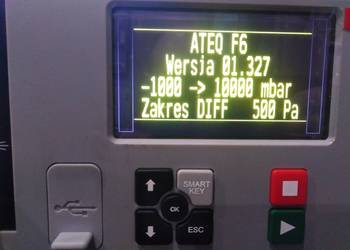 ATEQ F6
Wersja 01.327
-1000 -> 10000 mbar
Zakres DIFF 500 Pa
SMART
KEY
OK
ESC